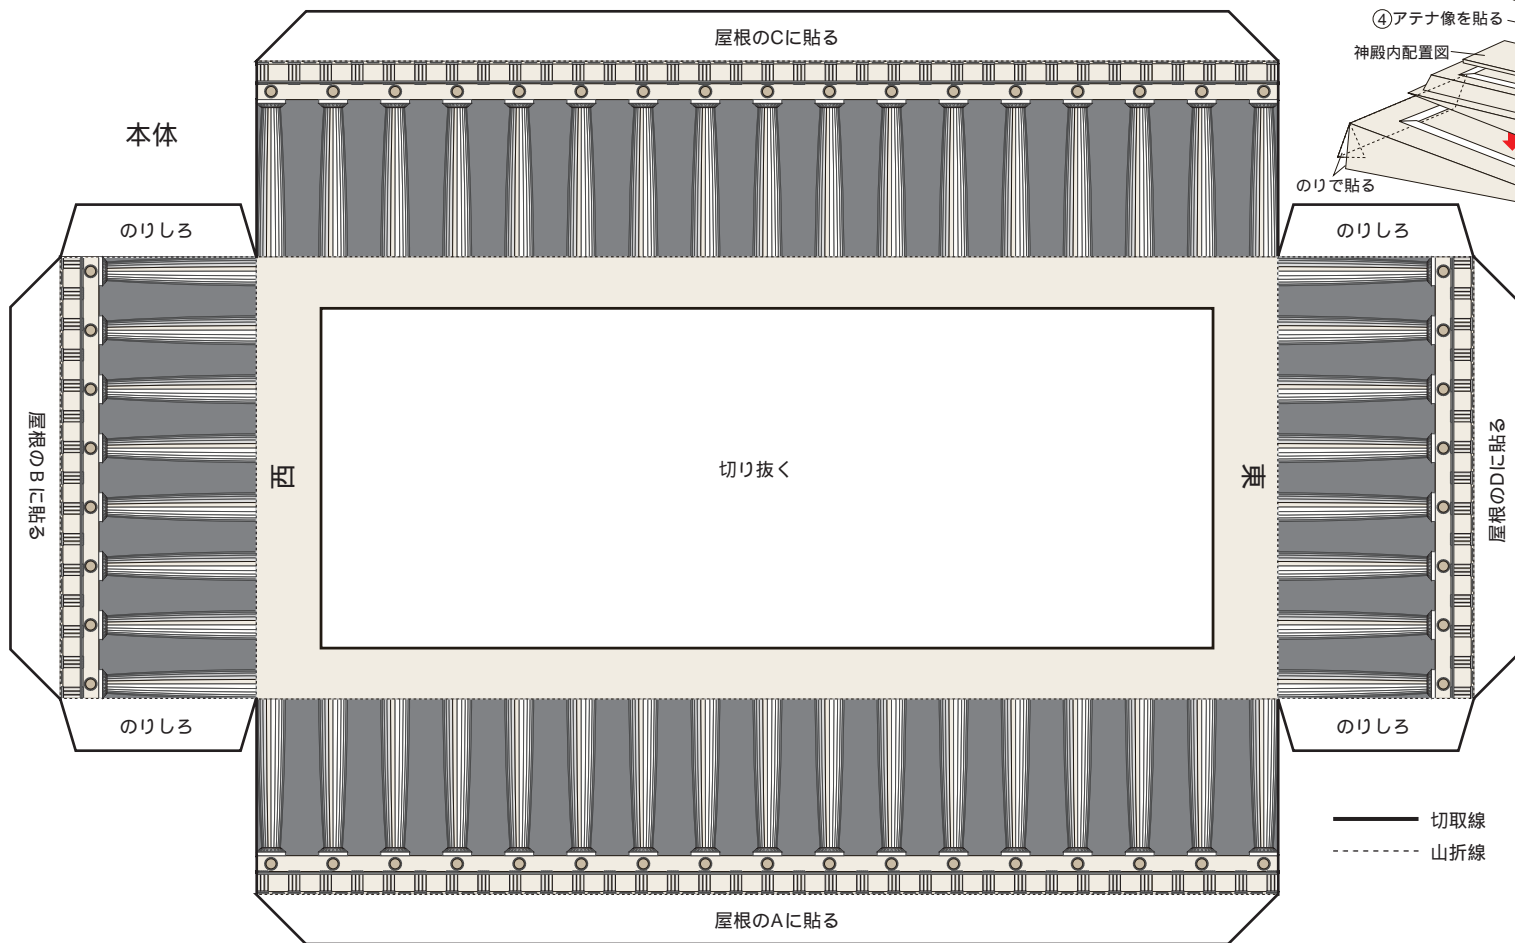 屋根のCに貼る
④アテナ像を貼る
神殿内配置図
のりで貼る
本体
のりしろ
のりしろ
屋根のBに貼る
西
切り抜く
東
屋根のDに貼る
のりしろ
のりしろ
切取線
山折線
屋根のAに貼る